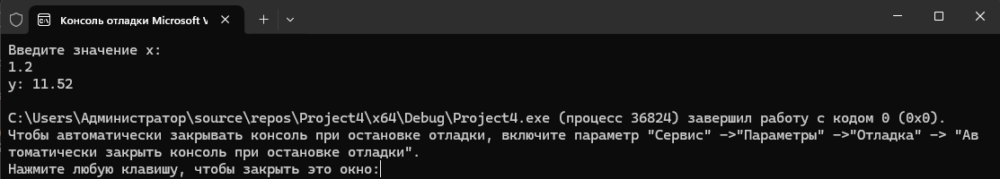 Консоль отладки Microsoft V
Введите значение x:
1.2
y: 11.52
C:\Users\Администратор\source\repos\Project4\x64\Debug\Project4.exe (процесс 36824) завершил работу с кодом 0 (0x0).
Чтобы автоматически закрывать консоль при остановке отладки, включите параметр "Сервис" ->"Параметры" ->"Отладка" -> "Ав
томатически закрыть консоль при остановке отладки".
Нажмите любую клавишу, чтобы закрыть это окно: